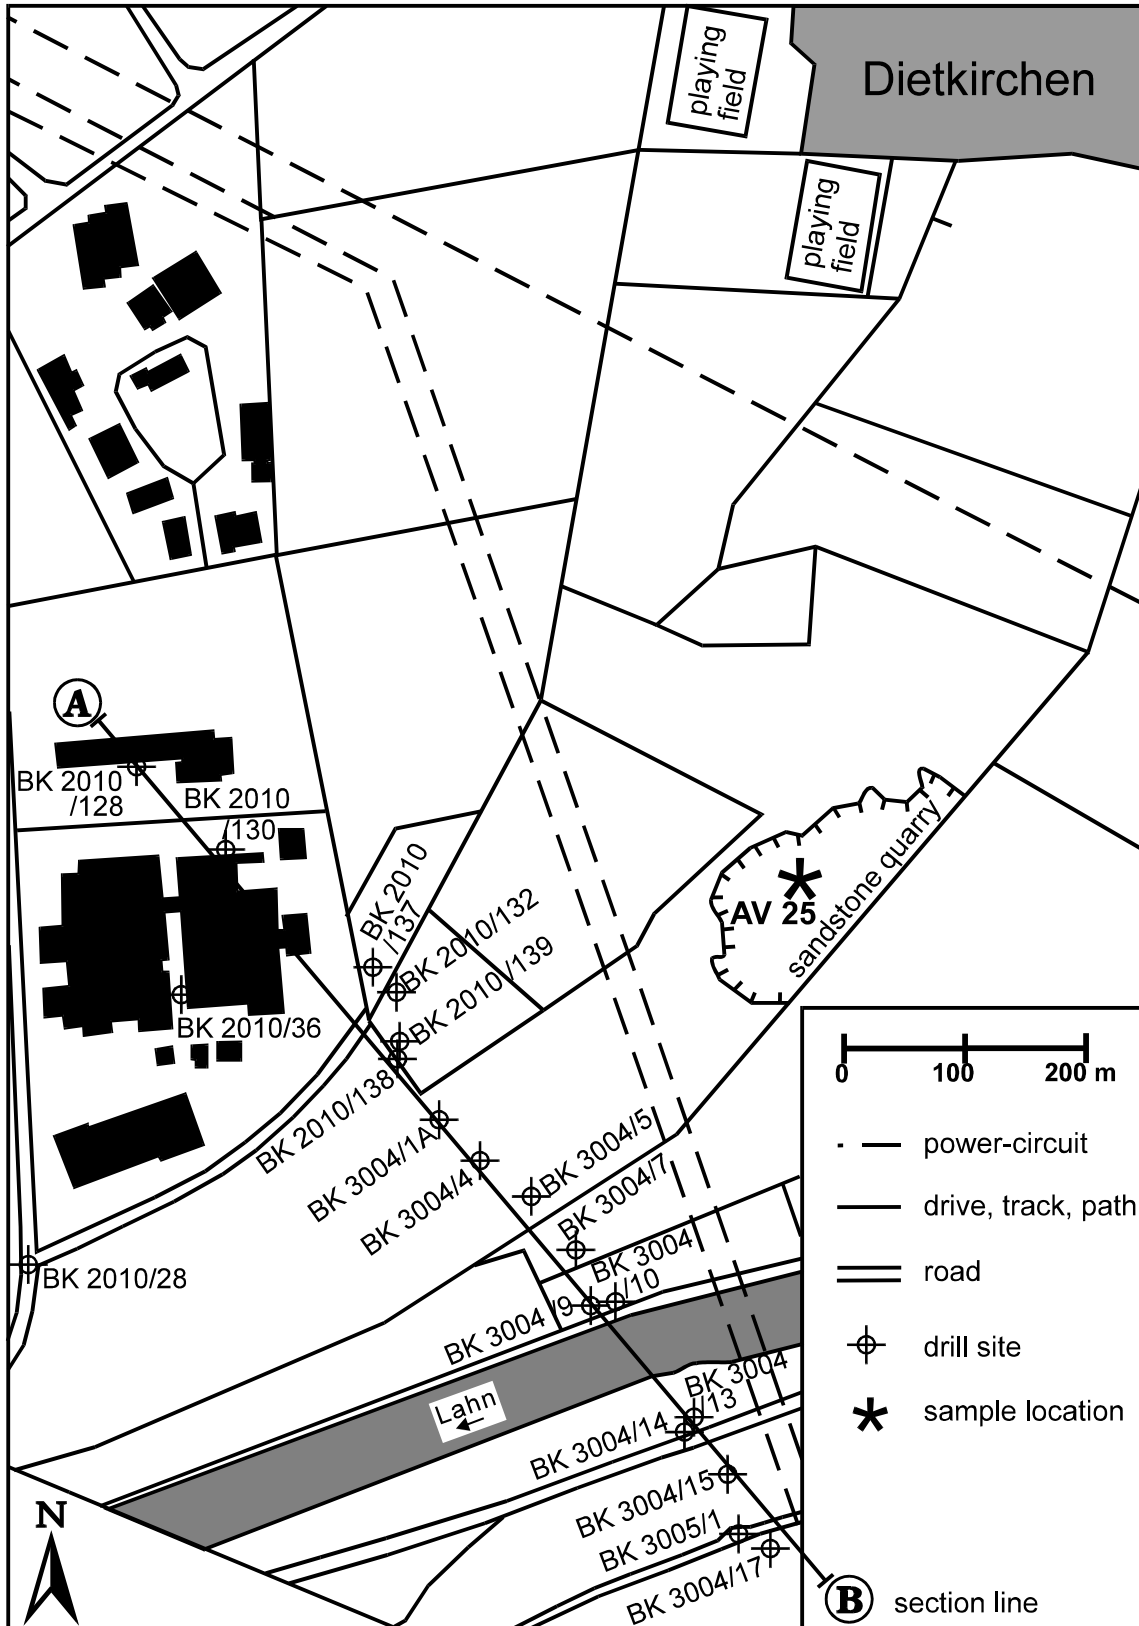 Dietkirchen
playing
field
playing
field
A
BK 2010
/128
BK 2010
/130
BK 2010
/137
BK 2010/132
BK 2010 /139
BK 2010/36
BK 2010/138
BK 3004/1A
BK 3004/4
BK 3004/5
BK 3004/7
BK 2010/28
BK 3004
/10
BK 3004 /9
AV 25
sandstone quarry
Lahn
BK 3004
/13
BK 3004/14
BK 3004/15
BK 3005/1
BK 3004/17
N
0 100 200 m
power-circuit
drive, track, path
road
drill site
sample location
B section line